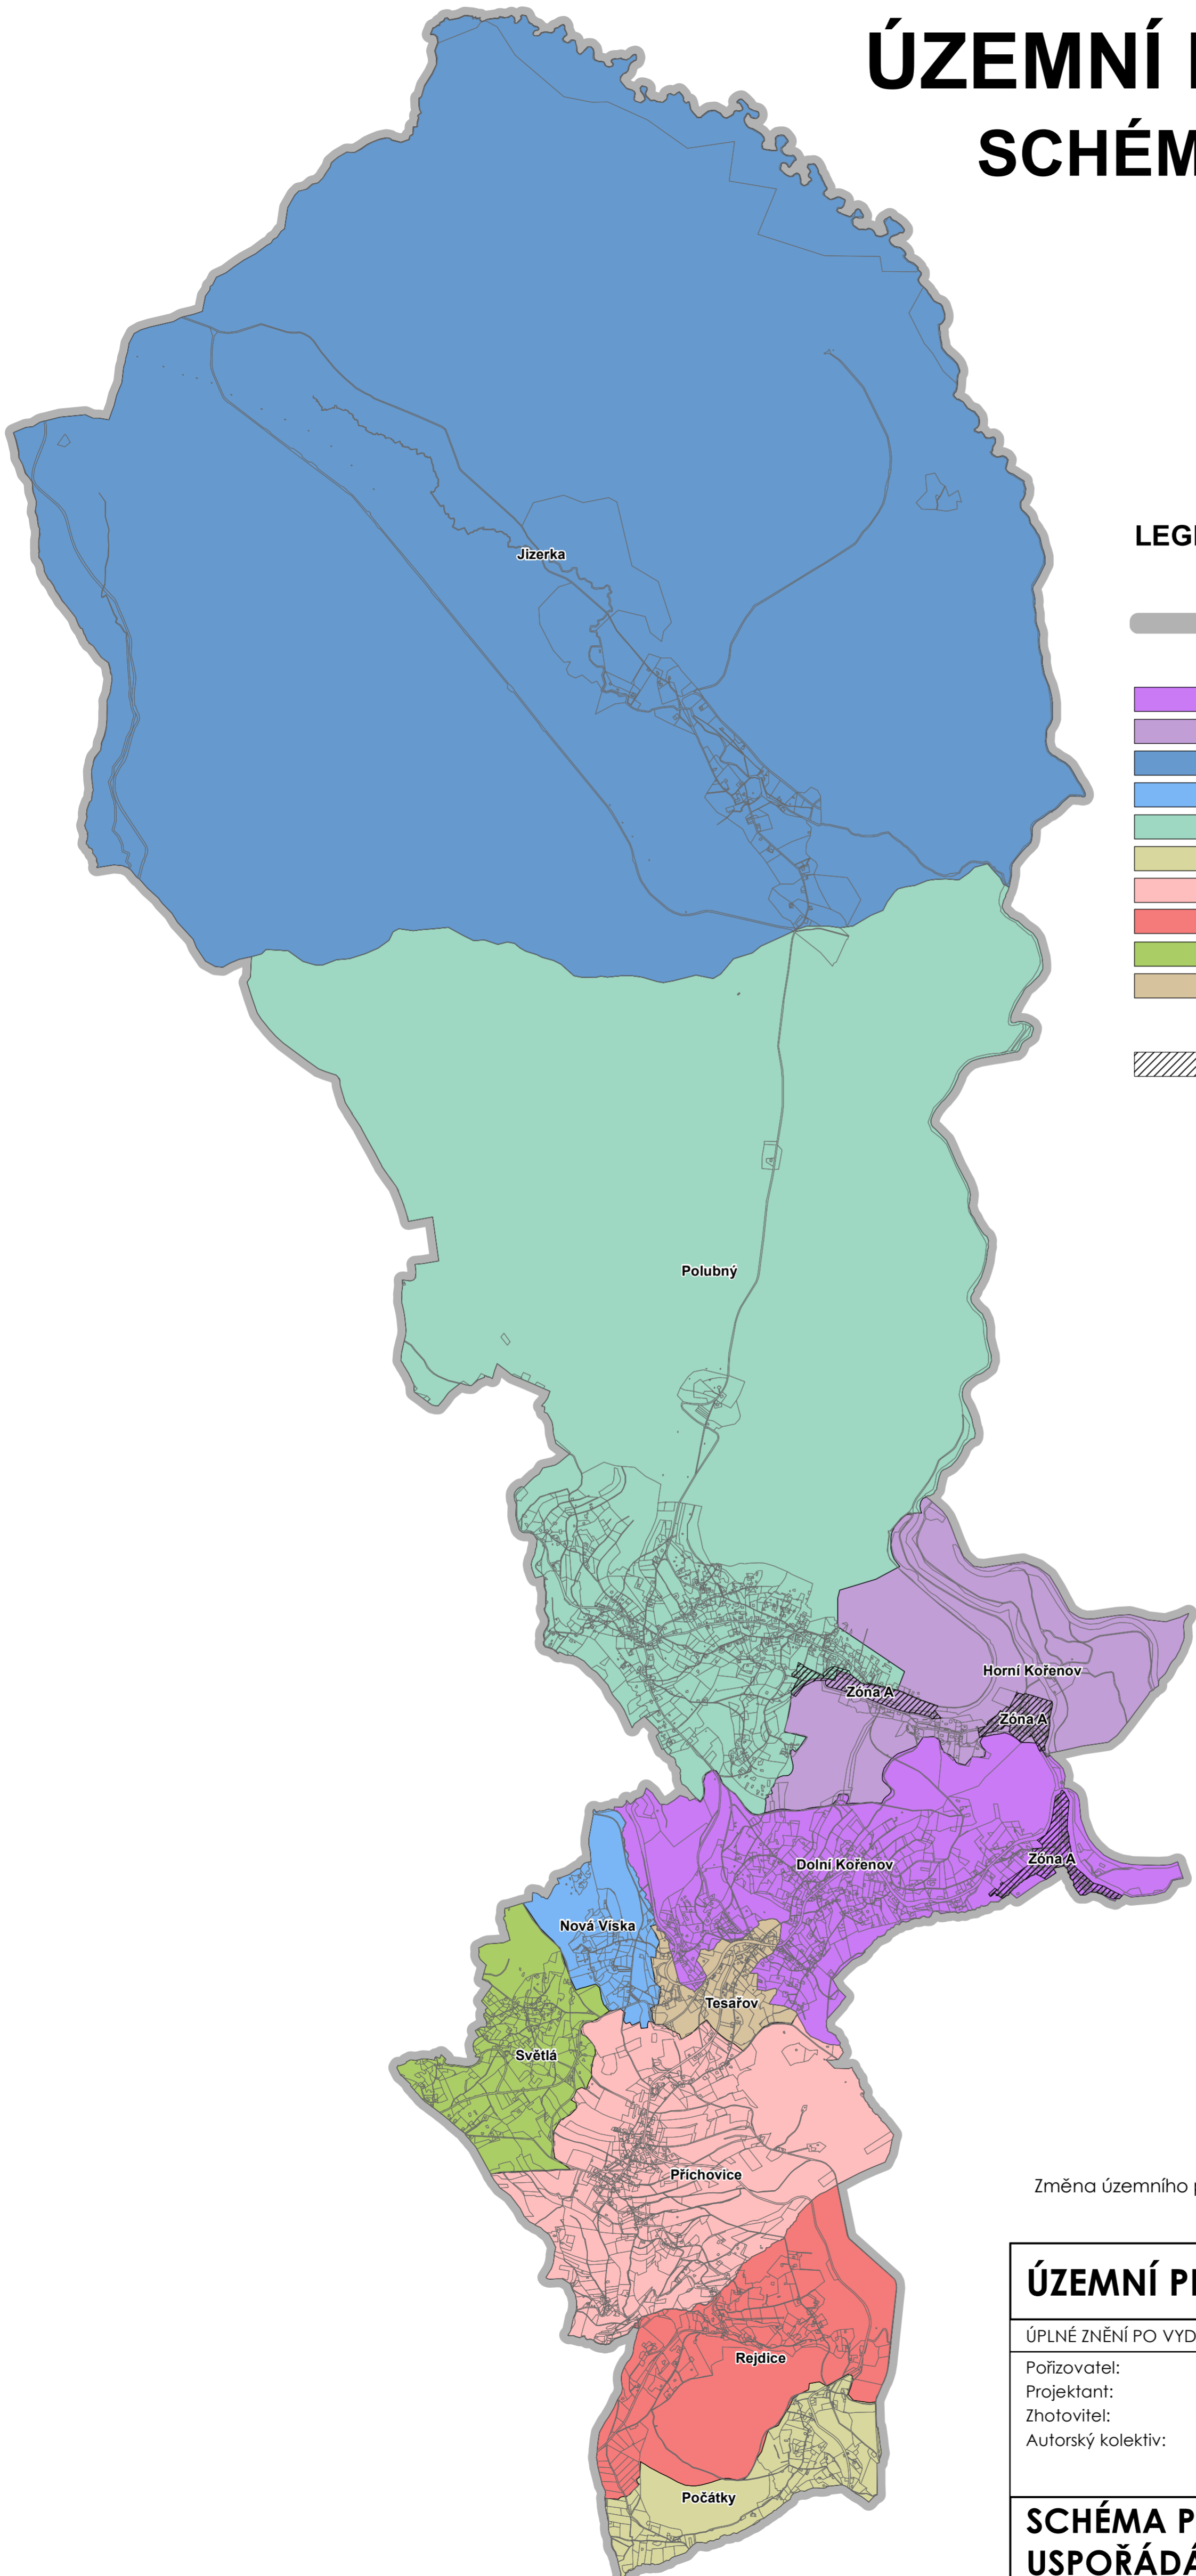 ÚZEMNÍ
SCHÉM
Jizerka
LEG
Polubný
Horní Kořenov
Zóna A
Zóna A
Dolní Kořenov
Zóna A
Nová Víska
Tesařov
Světlá
Příchovice
Změna územního p
ÚZEMNÍ P
ÚPLNÉ ZNĚNÍ PO VYD
Rejdice
Pořizovatel:
Projektant:
Zhotovitel:
Autorský kolektiv:
Počátky
SCHÉMA P
USPOŘÁDÁ